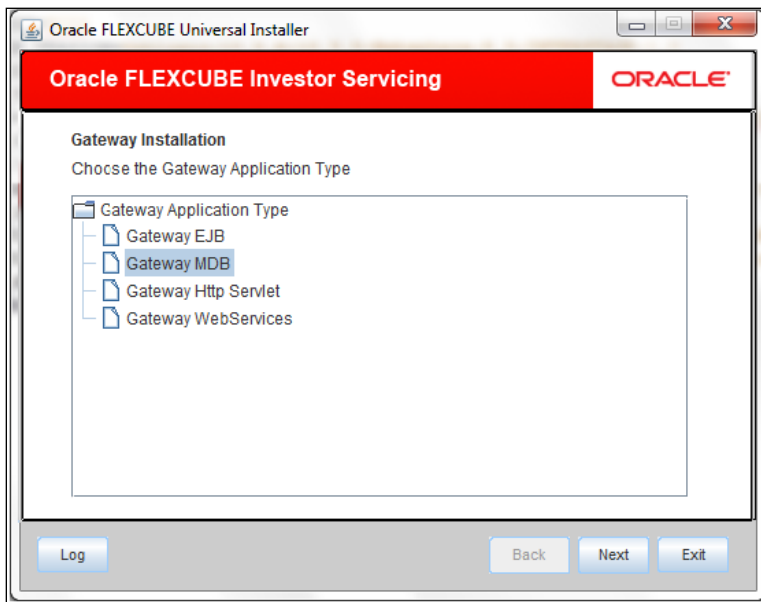 Oracle FLEXCUBE Universal Installer
Oracle FLEXCUBE Investor Servicing
ORACLE
Gateway Installation
Choose the Gateway Application Type
Gateway Application Type
Gateway EJB
Gateway MDB
Gateway Http Servlet
Gateway WebServices
Log
Back
Next
Exit